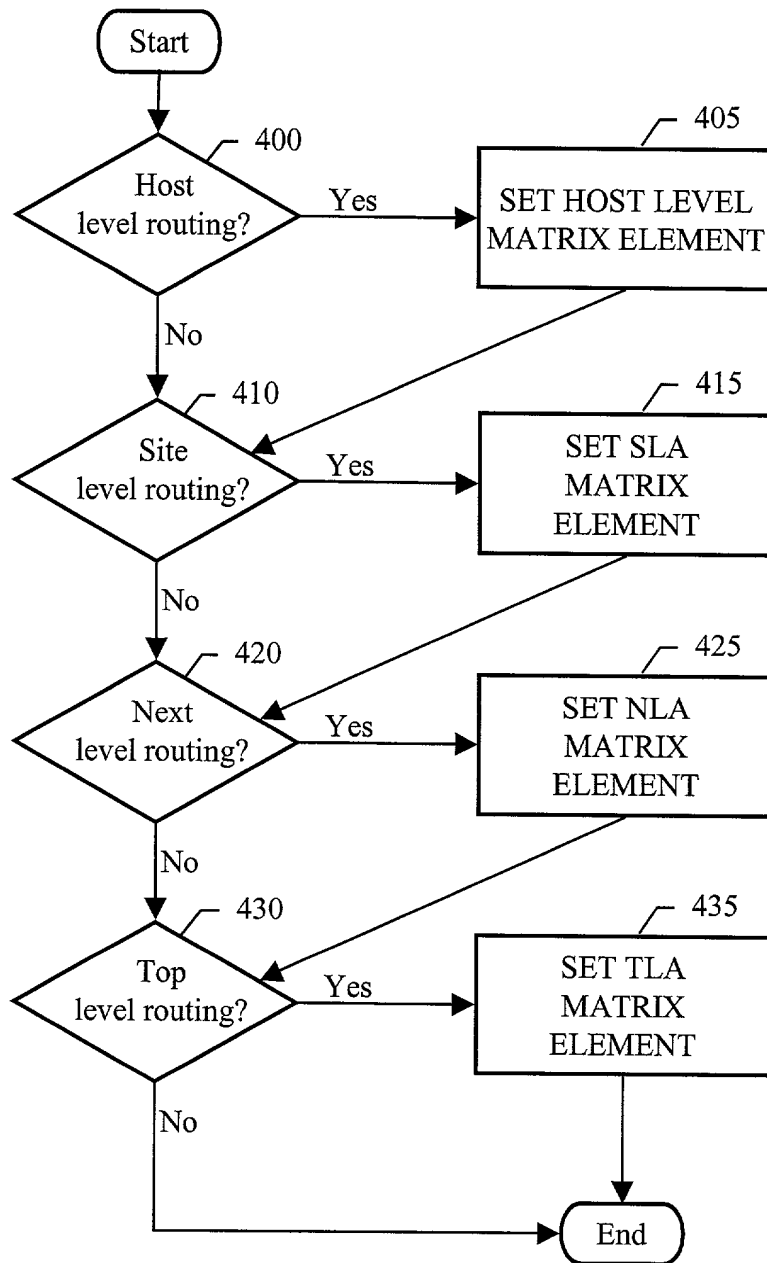 Start
400
Host
level routing?
Yes
405
SET HOST LEVEL
MATRIX ELEMENT
No
410
Site
level routing?
Yes
415
SET SLA
MATRIX
ELEMENT
No
420
Next
level routing?
Yes
425
SET NLA
MATRIX
ELEMENT
No
430
Top
level routing?
Yes
435
SET TLA
MATRIX
ELEMENT
No
End